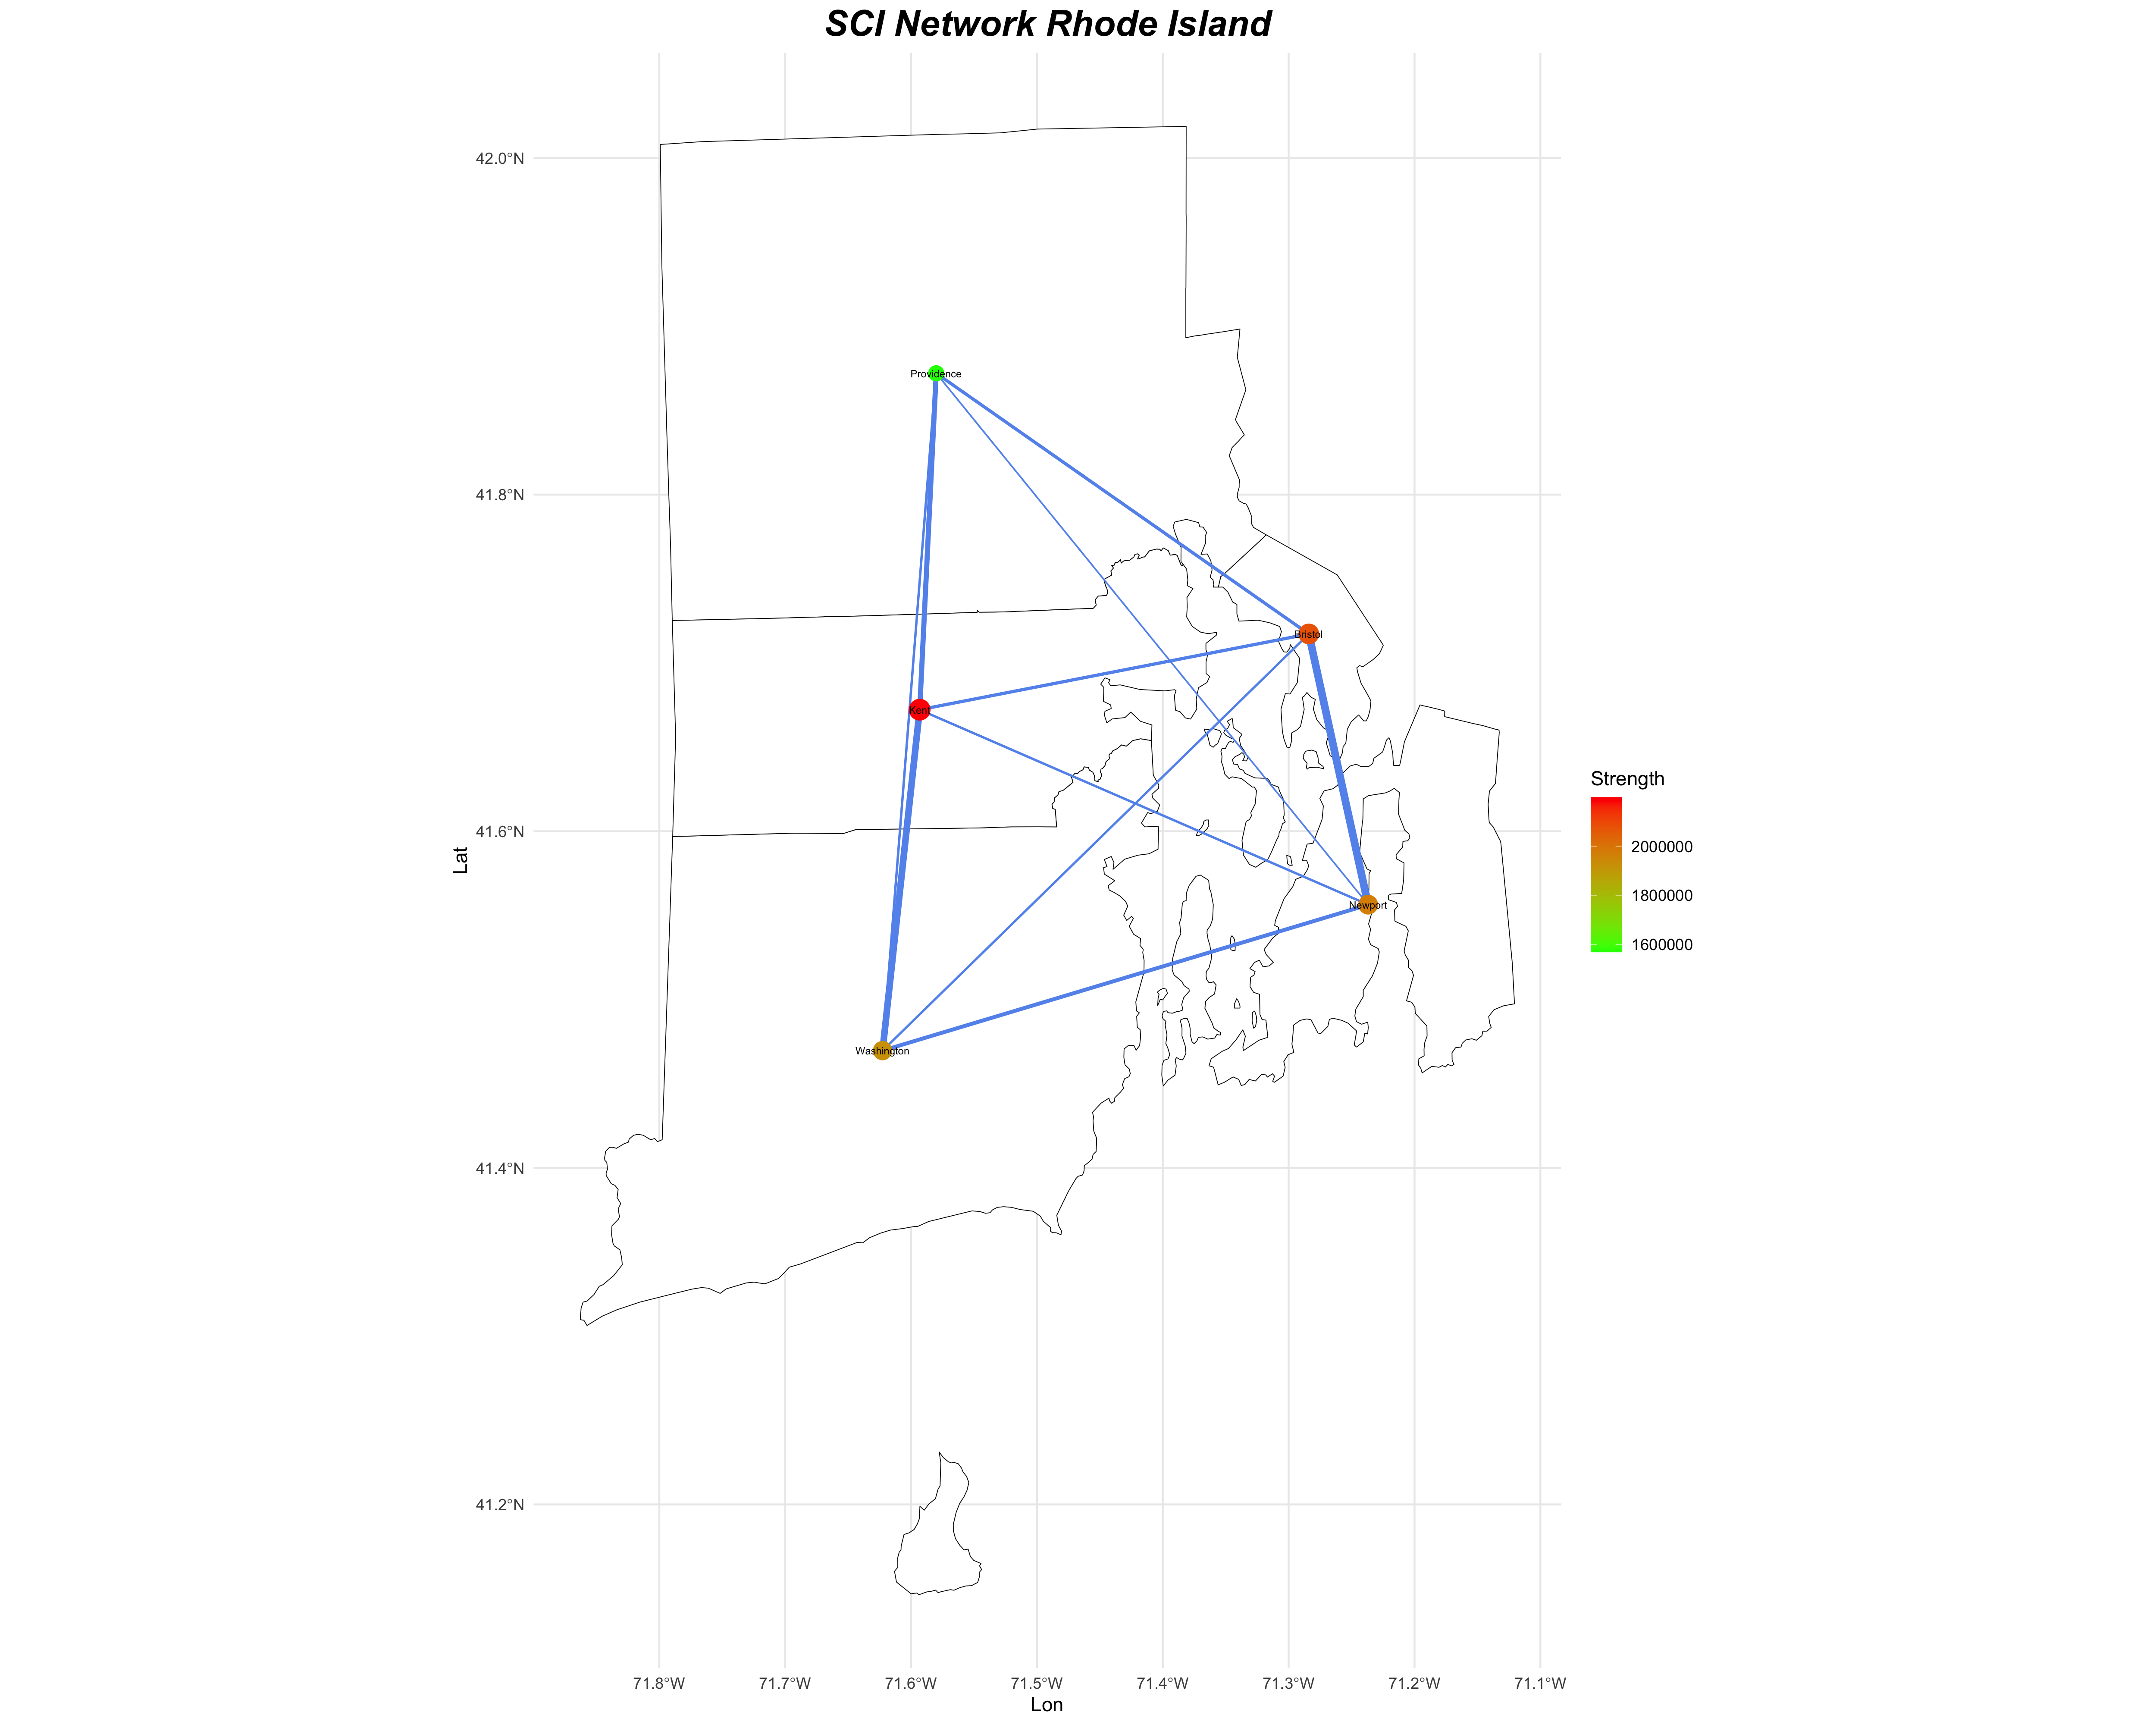 SCI Network Rhode Island
42.0°N
41.8°N
41.6°N
41.4°N
41.2°N
Lat
Providence
Bristol
Kent
Newport
Washington
71.8°W 71.7°W 71.6°W 71.5°W 71.4°W 71.3°W 71.2°W 71.1°W
Lon
Strength
2000000
1800000
1600000